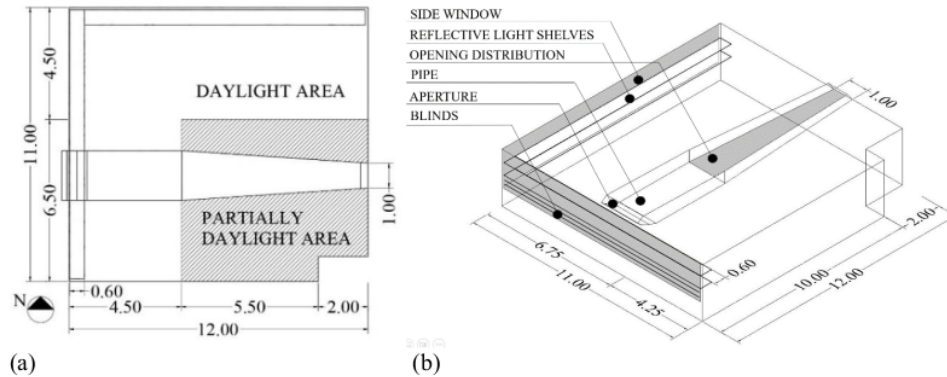 4.50
11.00
6.50
DAYLIGHT AREA
PARTIALLY
DAYLIGHT AREA
1.00
N
0.60
4.50
5.50
2.00
12.00
(a)
SIDE WINDOW
REFLECTIVE LIGHT SHELVES
OPENING DISTRIBUTION
PIPE
APERTURE
BLINDS
1.00
2.00
0.60
6.75
11.00
4.25
10.00
12.00
(b)